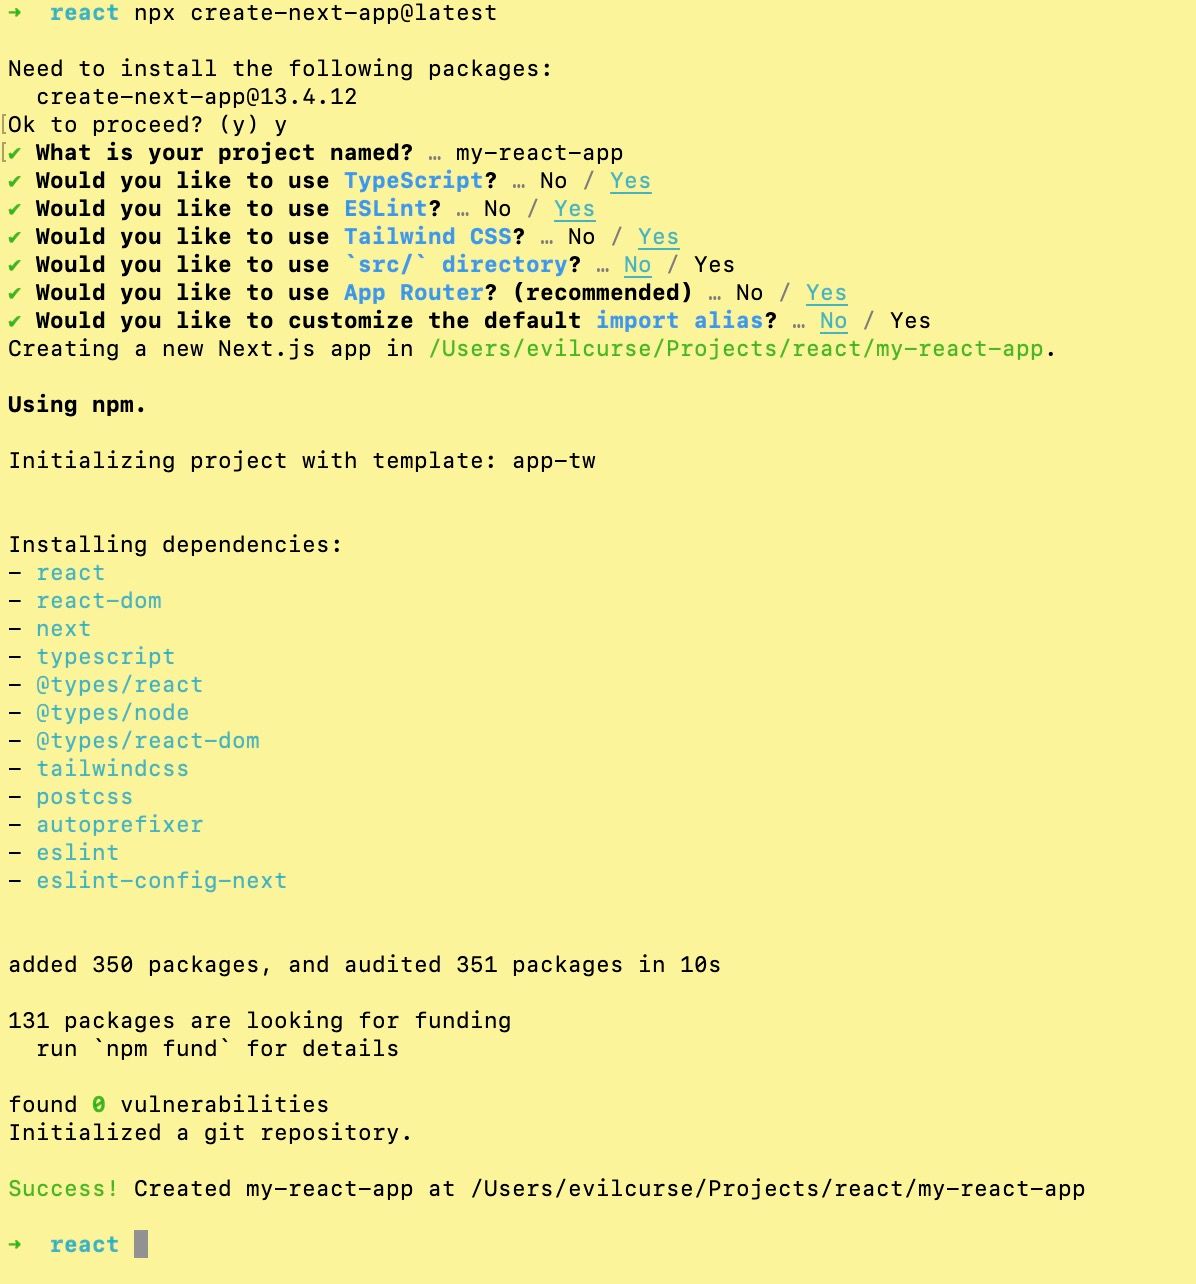 ➜  react npx create-next-app@latest
Need to install the following packages:
  create-next-app@13.4.12
[Ok to proceed? (y) y
[✔ What is your project named? … my-react-app
✔ Would you like to use TypeScript? … No / Yes
✔ Would you like to use ESLint? … No / Yes
✔ Would you like to use Tailwind CSS? … No / Yes
✔ Would you like to use `src/` directory? … No / Yes
✔ Would you like to use App Router? (recommended) … No / Yes
✔ Would you like to customize the default import alias? … No / Yes
Creating a new Next.js app in /Users/evilcurse/Projects/react/my-react-app.
Using npm.
Initializing project with template: app-tw
Installing dependencies:
- react
- react-dom
- next
- typescript
- @types/react
- @types/node
- @types/react-dom
- tailwindcss
- postcss
- autoprefixer
- eslint
- eslint-config-next
added 350 packages, and audited 351 packages in 10s
131 packages are looking for funding
  run `npm fund` for details
found 0 vulnerabilities
Initialized a git repository.
Success! Created my-react-app at /Users/evilcurse/Projects/react/my-react-app
➜  react